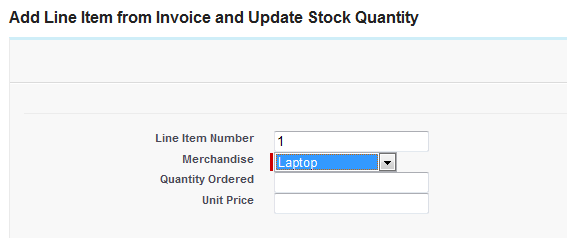 Add Line Item from Invoice and Update Stock Quantity
Line Item Number 1
Merchandise Laptop
Quantity Ordered
Unit Price